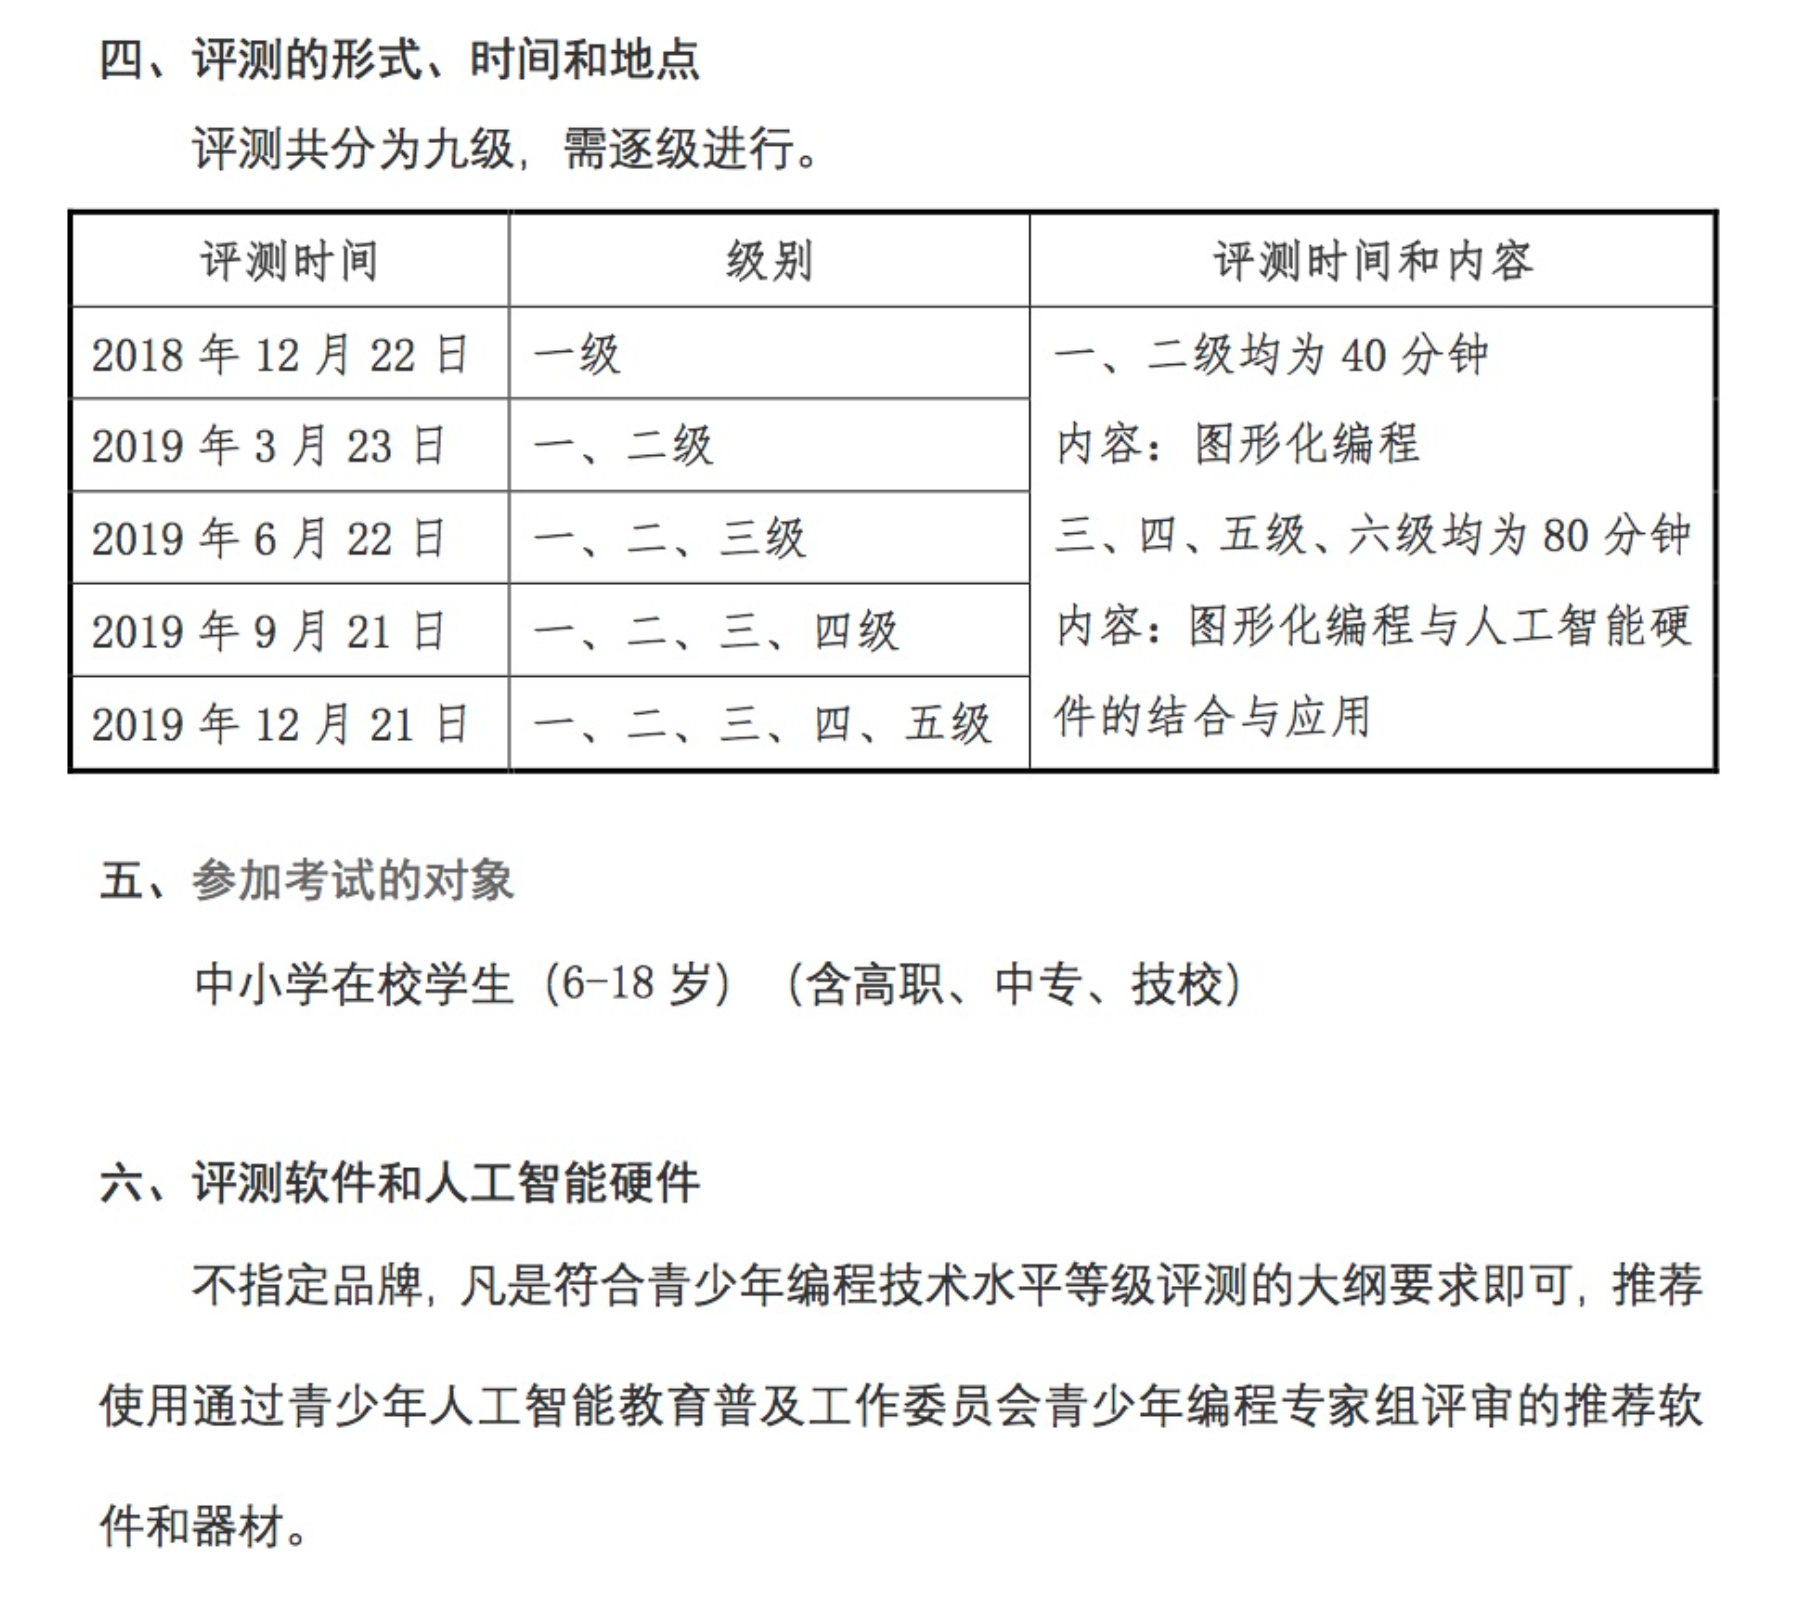 四、评测的形式、时间和地点
评测共分为九级，需逐级进行。
评测时间 级别 评测时间和内容
2018 年 12 月 22 日 一级 一、二级均为 40 分钟
2019 年 3 月 23 日 一、二级 内容：图形化编程
2019 年 6 月 22 日 一、二、三级 三、四、五级、六级均为 80 分钟
2019 年 9 月 21 日 一、二、三、四级 内容：图形化编程与人工智能硬
2019 年 12 月 21 日 一、二、三、四、五级 件的结合与应用
五、参加考试的对象
中小学在校学生（6-18 岁）（含高职、中专、技校）
六、评测软件和人工智能硬件
不指定品牌，凡是符合青少年编程技术水平等级评测的大纲要求即可，推荐
使用通过青少年人工智能教育普及工作委员会青少年编程专家组评审的推荐软
件和器材。